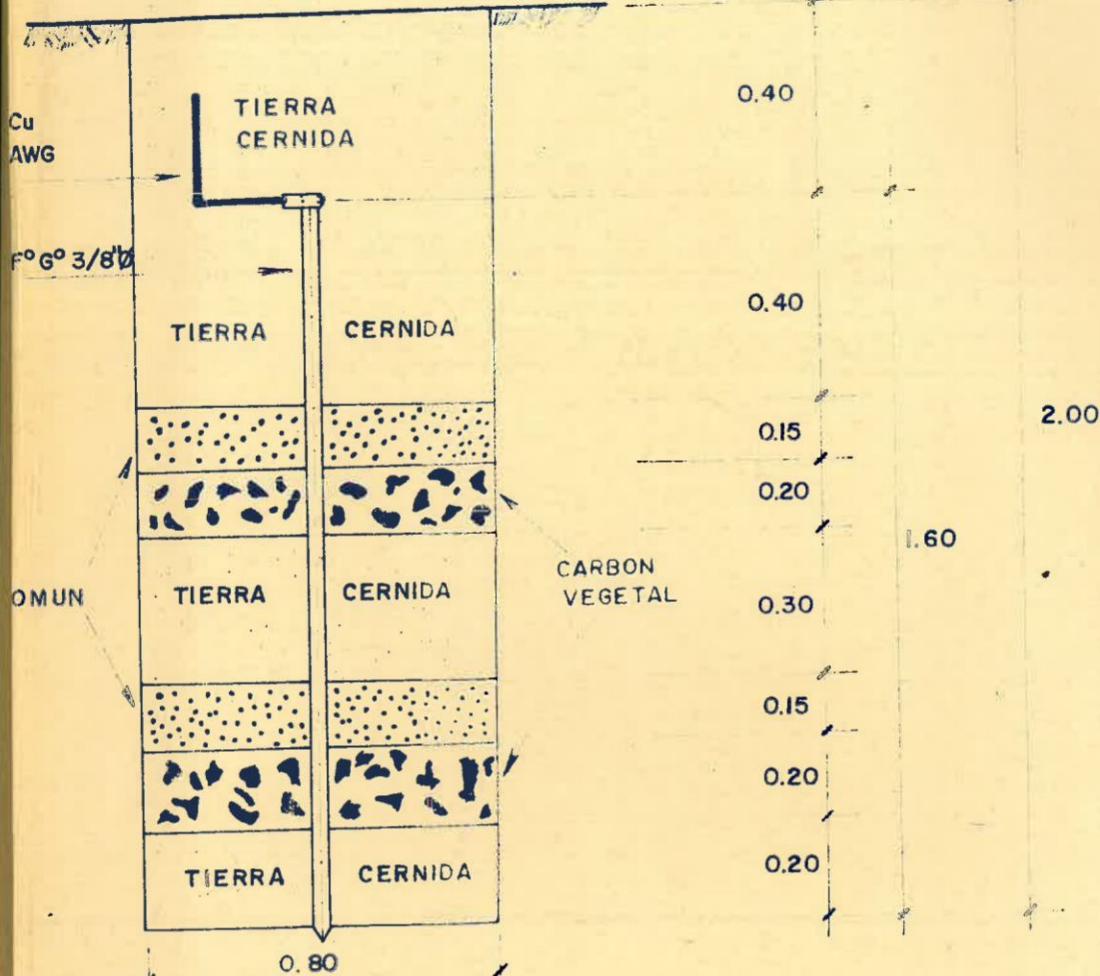 TIERRA
CERNIDA
0.40
Cu
AWG
F° G° 3/8"Ø
0.40
TIERRA CERNIDA
0.15
2.00
0.20
1.60
CARBON
VEGETAL
OMUN
TIERRA CERNIDA
0.30
0.15
0.20
0.20
TIERRA CERNIDA
0.80